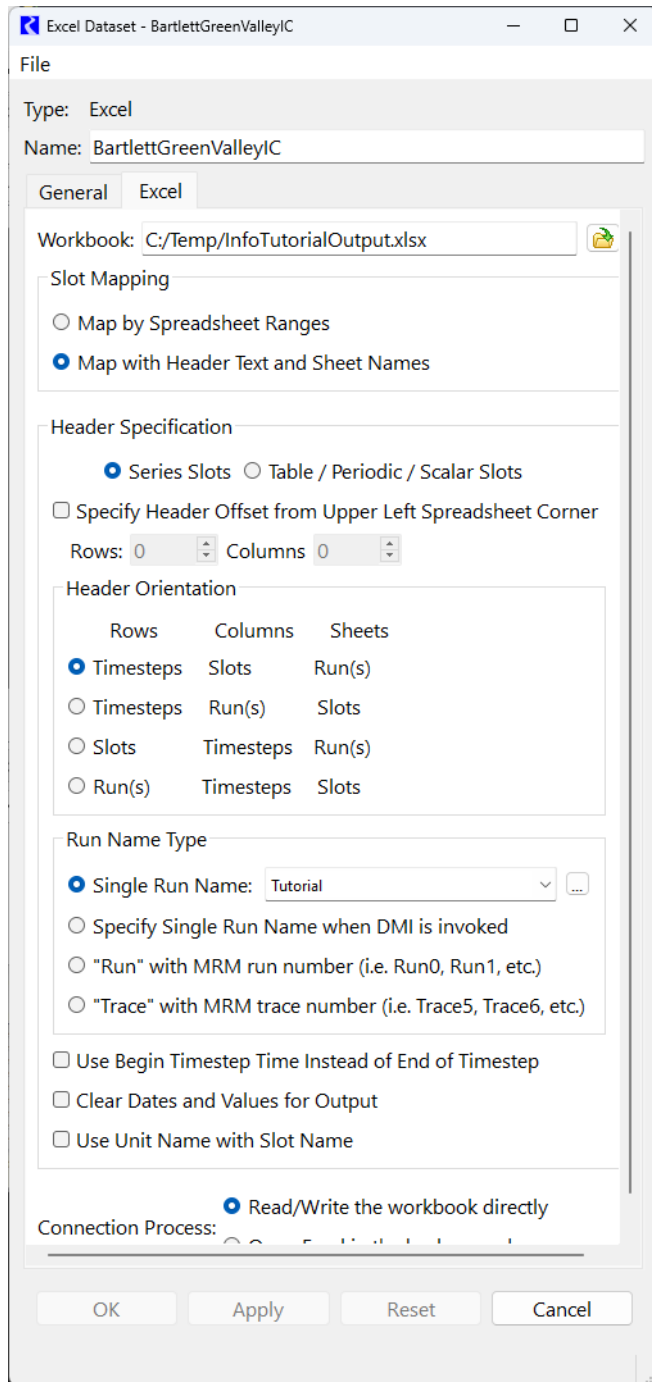 Excel Dataset - BartlettGreenValleyIC
File
Type: Excel
Name: BartlettGreenValleyIC
General Excel
Workbook: C:/Temp/InfoTutorialOutput.xlsx
Slot Mapping
Map by Spreadsheet Ranges
Map with Header Text and Sheet Names
Header Specification
Series Slots Table / Periodic / Scalar Slots
Specify Header Offset from Upper Left Spreadsheet Corner
Rows: 0 Columns 0
Header Orientation
Rows Columns Sheets
Timesteps Slots Run(s)
Timesteps Run(s) Slots
Slots Timesteps Run(s)
Run(s) Timesteps Slots
Run Name Type
Single Run Name: Tutorial ...
Specify Single Run Name when DMI is invoked
"Run" with MRM run number (i.e. Run0, Run1, etc.)
"Trace" with MRM trace number (i.e. Trace5, Trace6, etc.)
Use Begin Timestep Time Instead of End of Timestep
Clear Dates and Values for Output
Use Unit Name with Slot Name
Read/Write the workbook directly
Connection Process:
OK Apply Reset Cancel